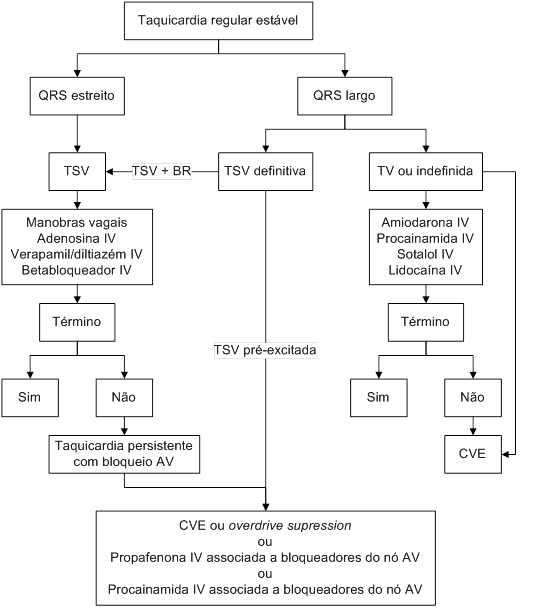 Taquicardia regular estável
QRS estreito
QRS largo
TSV
TSV + BR
TSV definitiva
TV ou indefinida
Manobras vagais
Adenosina IV
Verapamil/diltiazém IV
Betabloqueador IV
Amiodarona IV
Procainamida IV
Sotalol IV
Lidocaína IV
Término
Término
TSV pré-excitada
Sim
Não
Sim
Não
Taquicardia persistente
com bloqueio AV
CVE
CVE ou overdrive supression
ou
Propafenona IV associada a bloqueadores do nó AV
ou
Procainamida IV associada a bloqueadores do nó AV